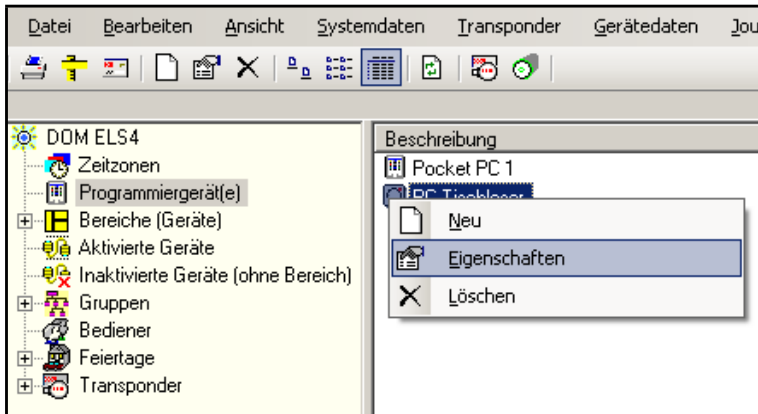 Datei Bearbeiten Ansicht Systemdaten Transponder Gerätedaten
DOM ELS4
Zeitzonen
Programmiergerät(e)
Bereiche (Geräte)
Aktivierte Geräte
Inaktivierte Geräte (ohne Bereich)
Gruppen
Bediener
Feiertage
Transponder
Beschreibung
Pocket PC 1
PC
Neu
Eigenschaften
Löschen